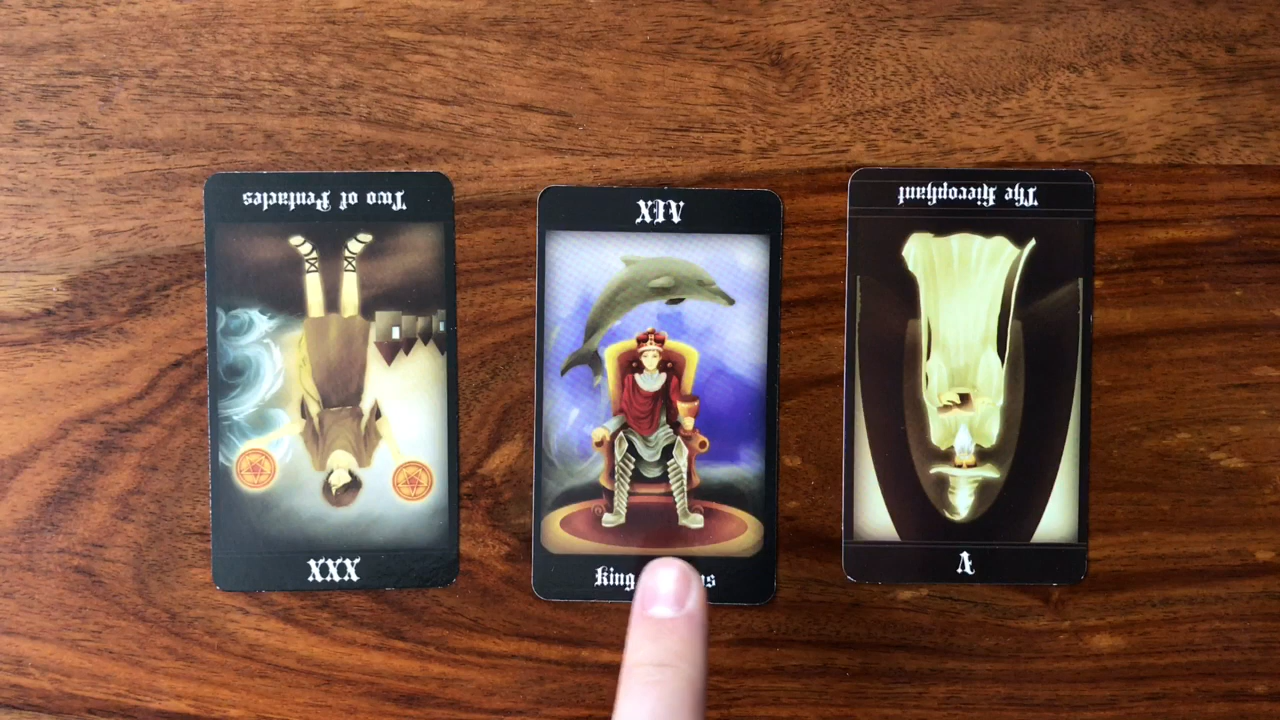 Two of Pentacles
XXX
XIV
King
The Hierophant
V